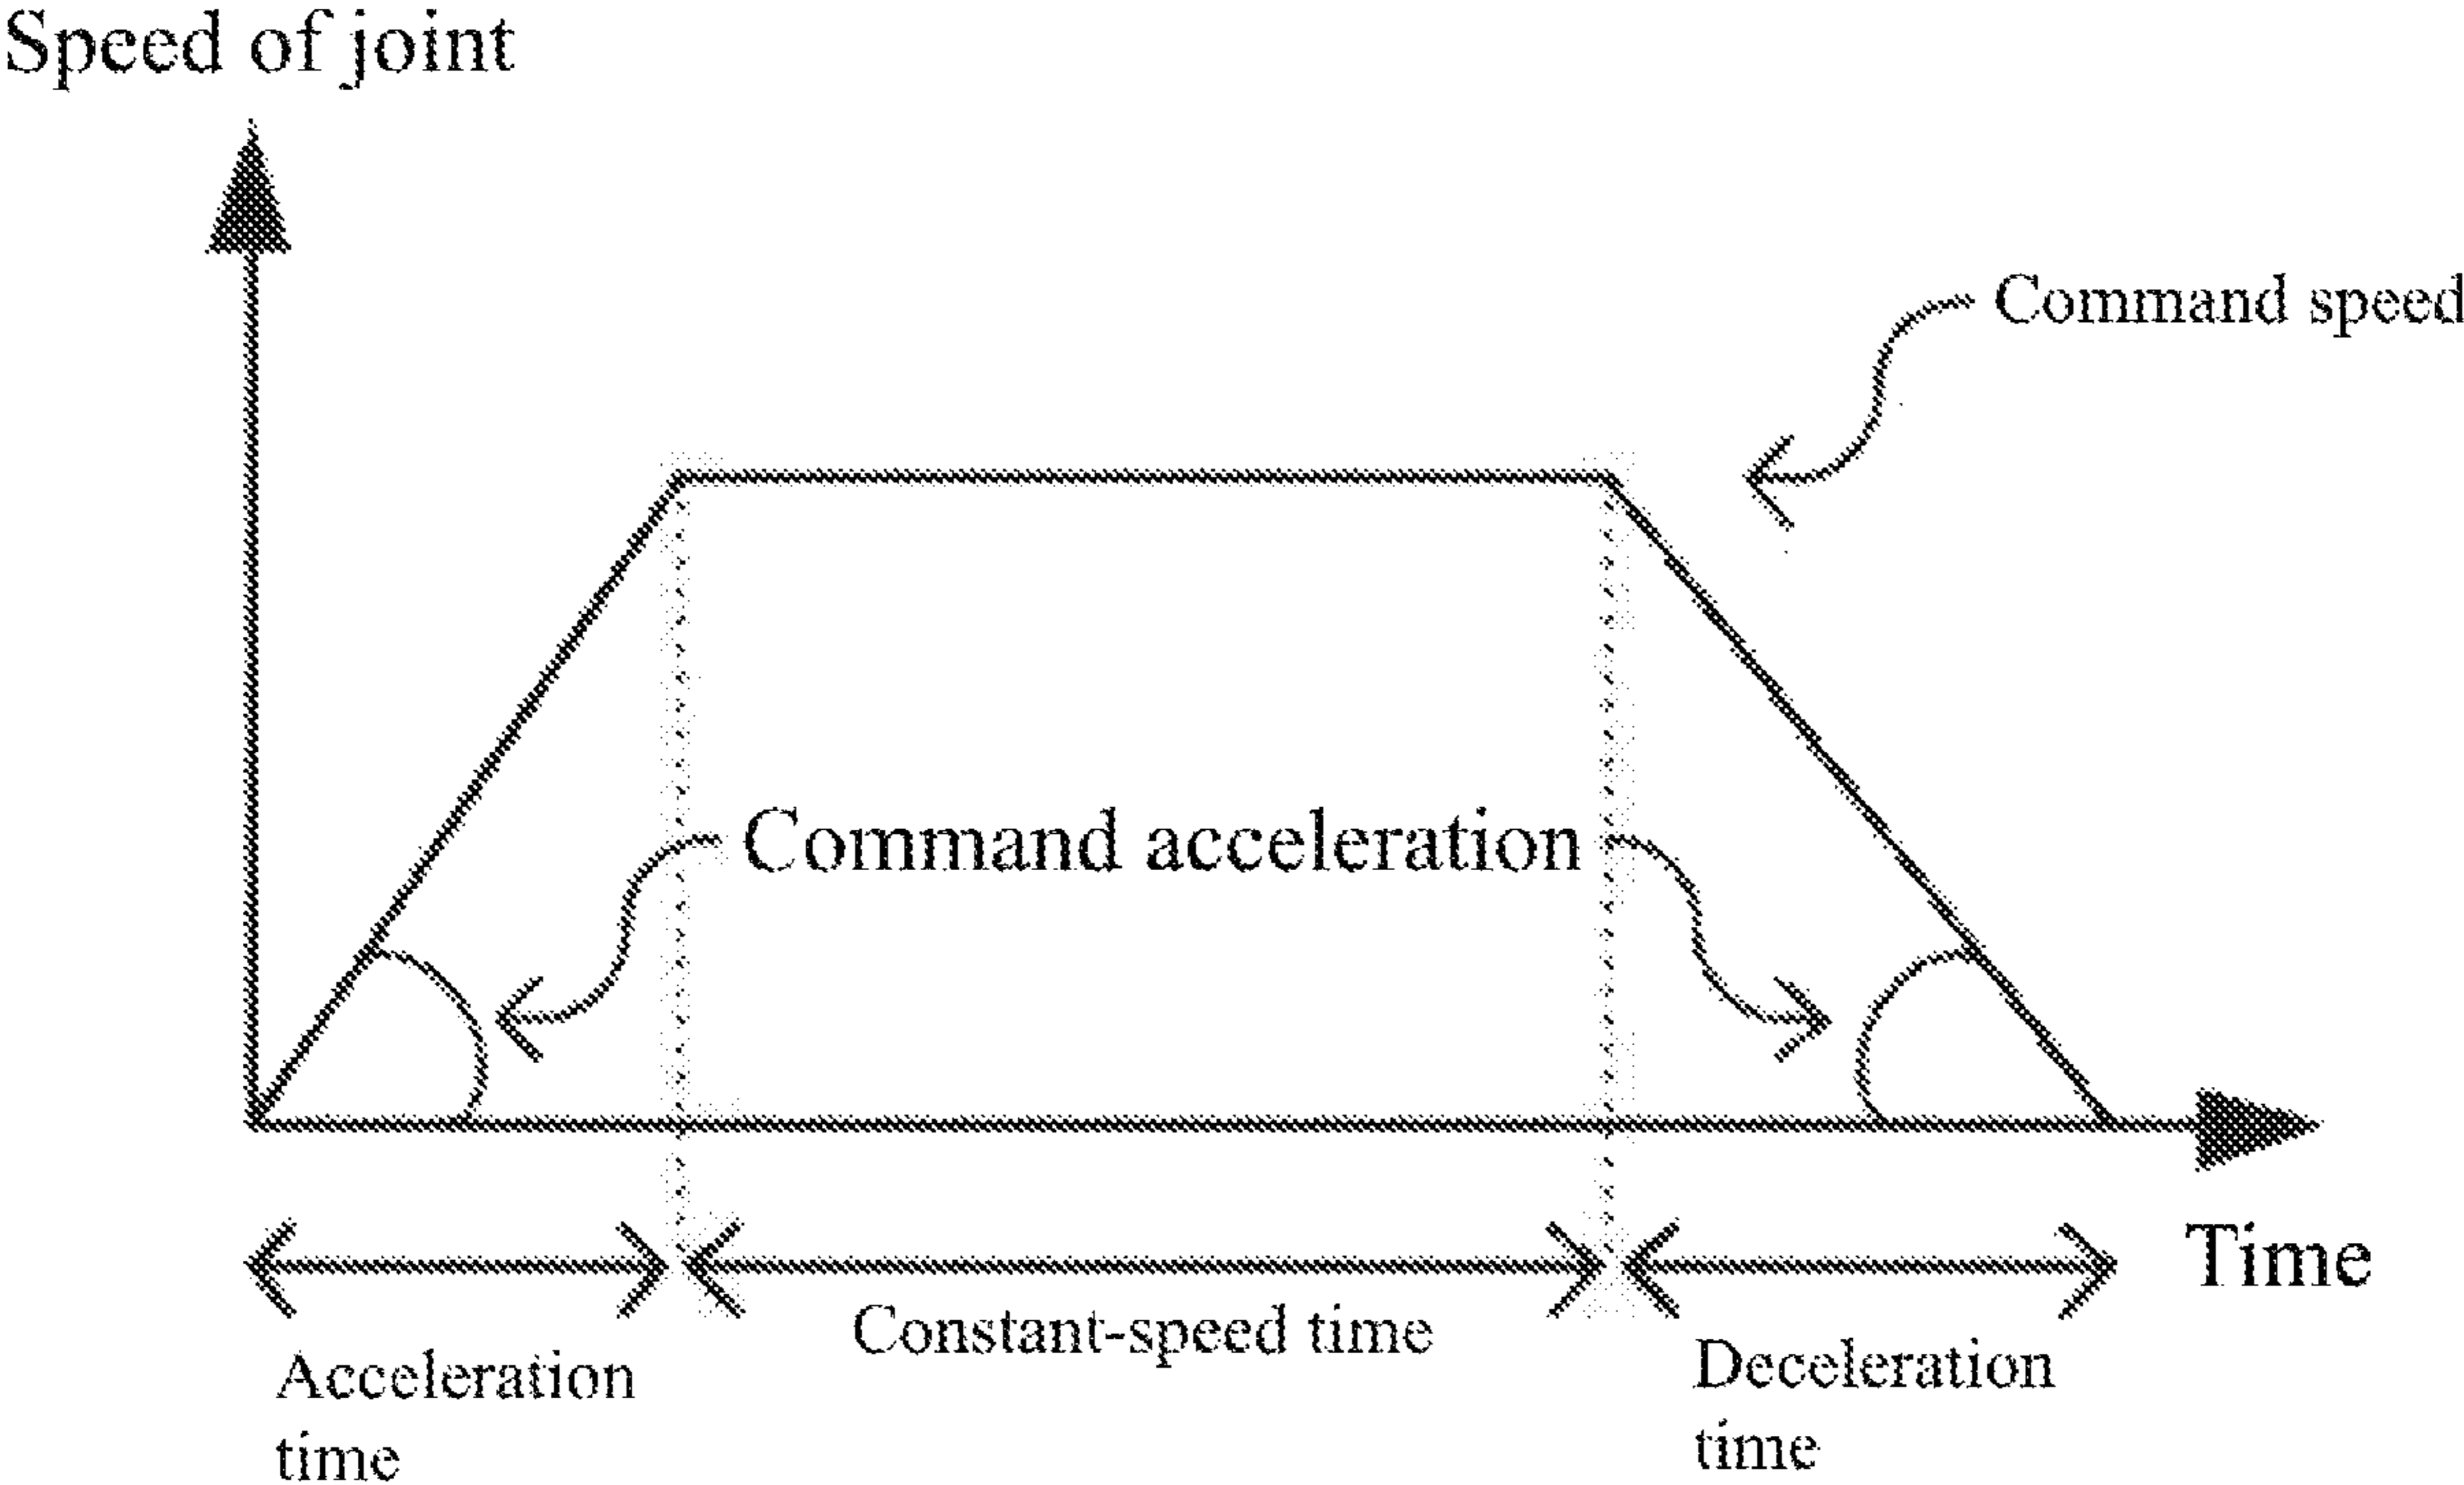 Speed of joint
Command speed
Command acceleration
Time
Constant-speed time
Acceleration
time
Deceleration
time